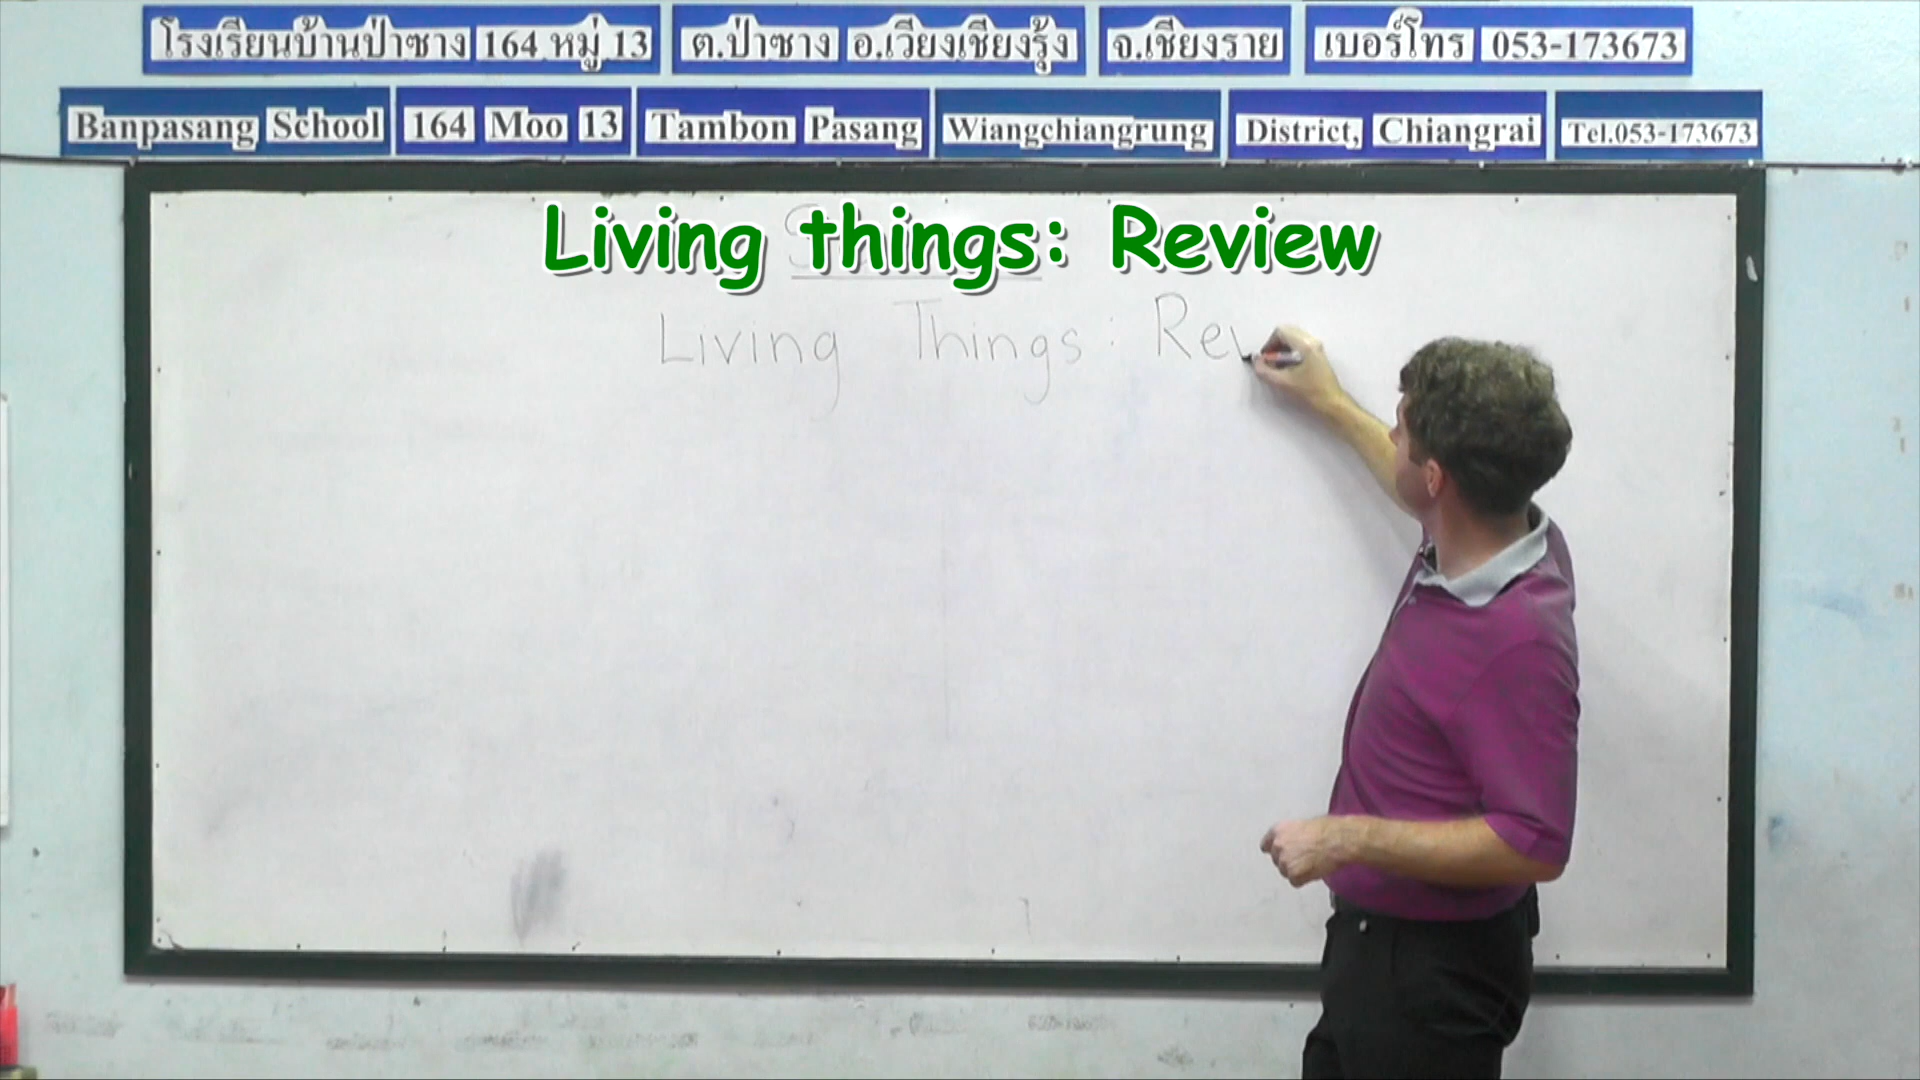 โรงเรียนบ้านป่าซาง 164 หมู่ 13 ต.ป่าซาง อ.เวียงเชียงรุ้ง จ.เชียงราย เบอร์โทร 053-173673
Banpasang School 164 Moo 13 Tambon Pasang Wiangchiangrung District, Chiangrai Tel.053-173673
Living things: Review
Living Things: Rev